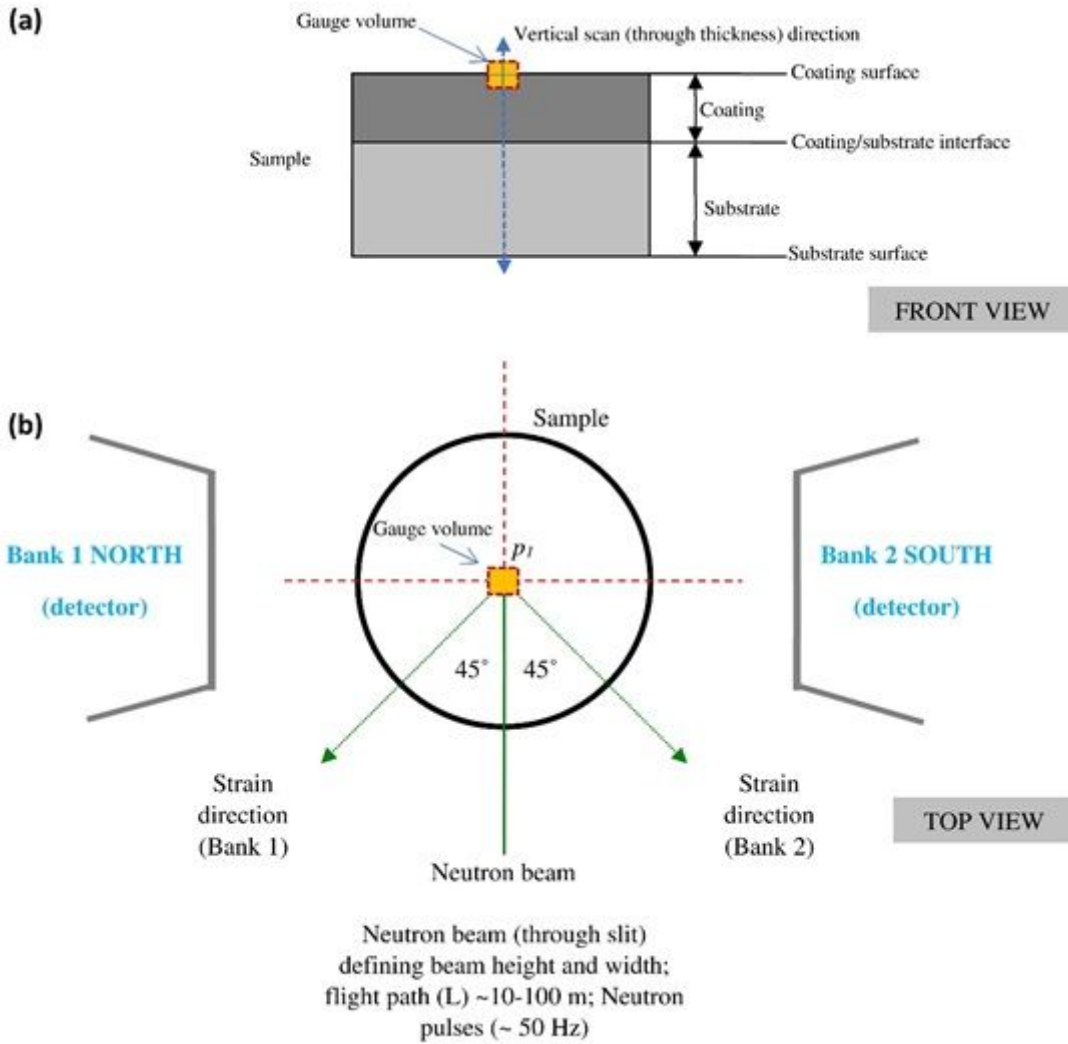 (a)
Gauge volume
Vertical scan (through thickness) direction
Coating surface
Coating
Coating/substrate interface
Sample
Substrate
Substrate surface
FRONT VIEW
(b)
Sample
Gauge volume
p₁
Bank 1 NORTH
(detector)
Bank 2 SOUTH
(detector)
45° 45°
Strain
direction
(Bank 1)
Strain
direction
(Bank 2)
TOP VIEW
Neutron beam
Neutron beam (through slit)
defining beam height and width;
flight path (L) ~10-100 m; Neutron
pulses (~ 50 Hz)